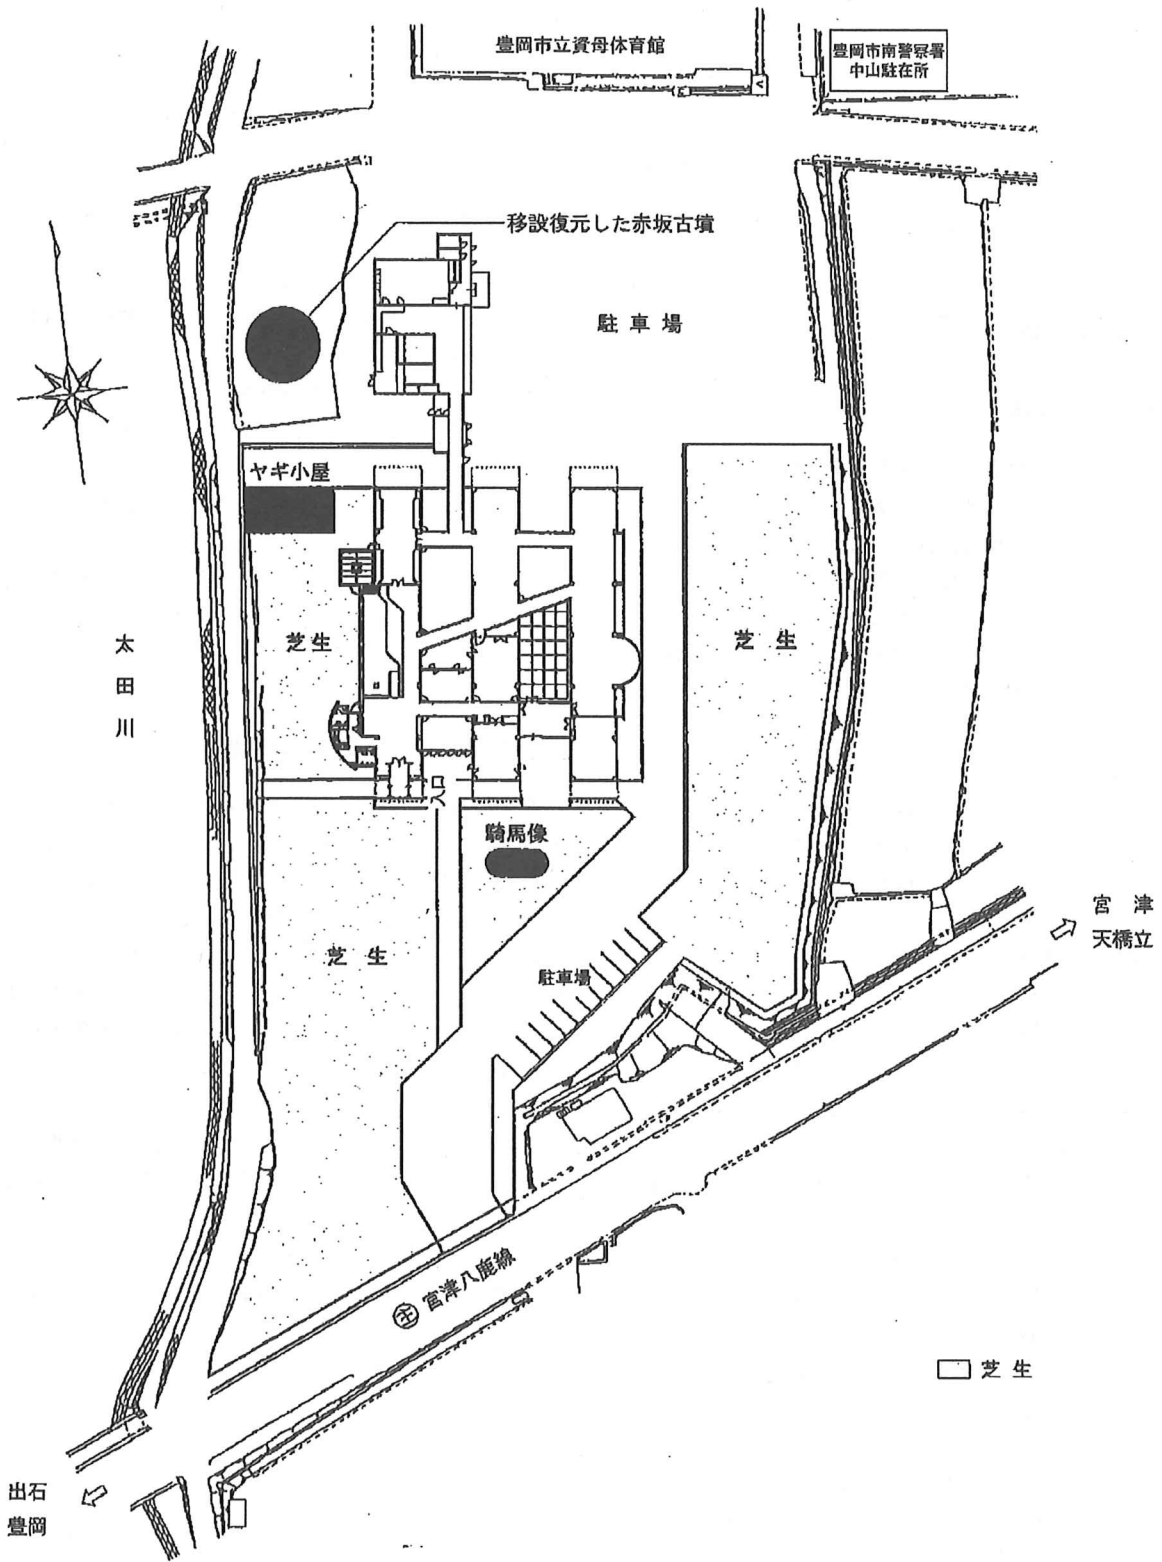 豊岡市立資母体育館
豊岡市南警察署
中山駐在所
移設復元した赤坂古墳
駐車場
ヤギ小屋
芝生
芝生
太田川
入口
騎馬像
芝生
駐車場
宮津
天橋立
主 宮津八鹿線
芝生
出石
豊岡